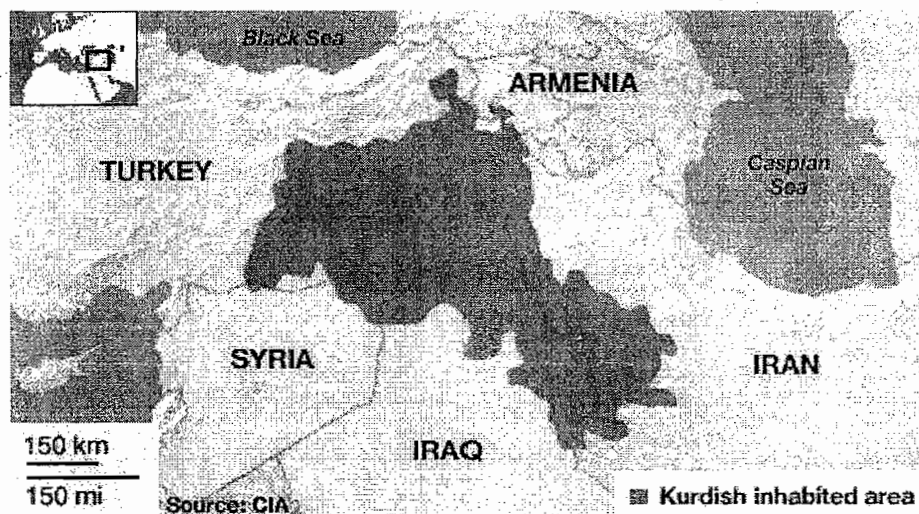 Black Sea
ARMENIA
TURKEY
Caspian
Sea
SYRIA
IRAN
IRAQ
150 km
150 mi
Source: CIA
Kurdish inhabited area